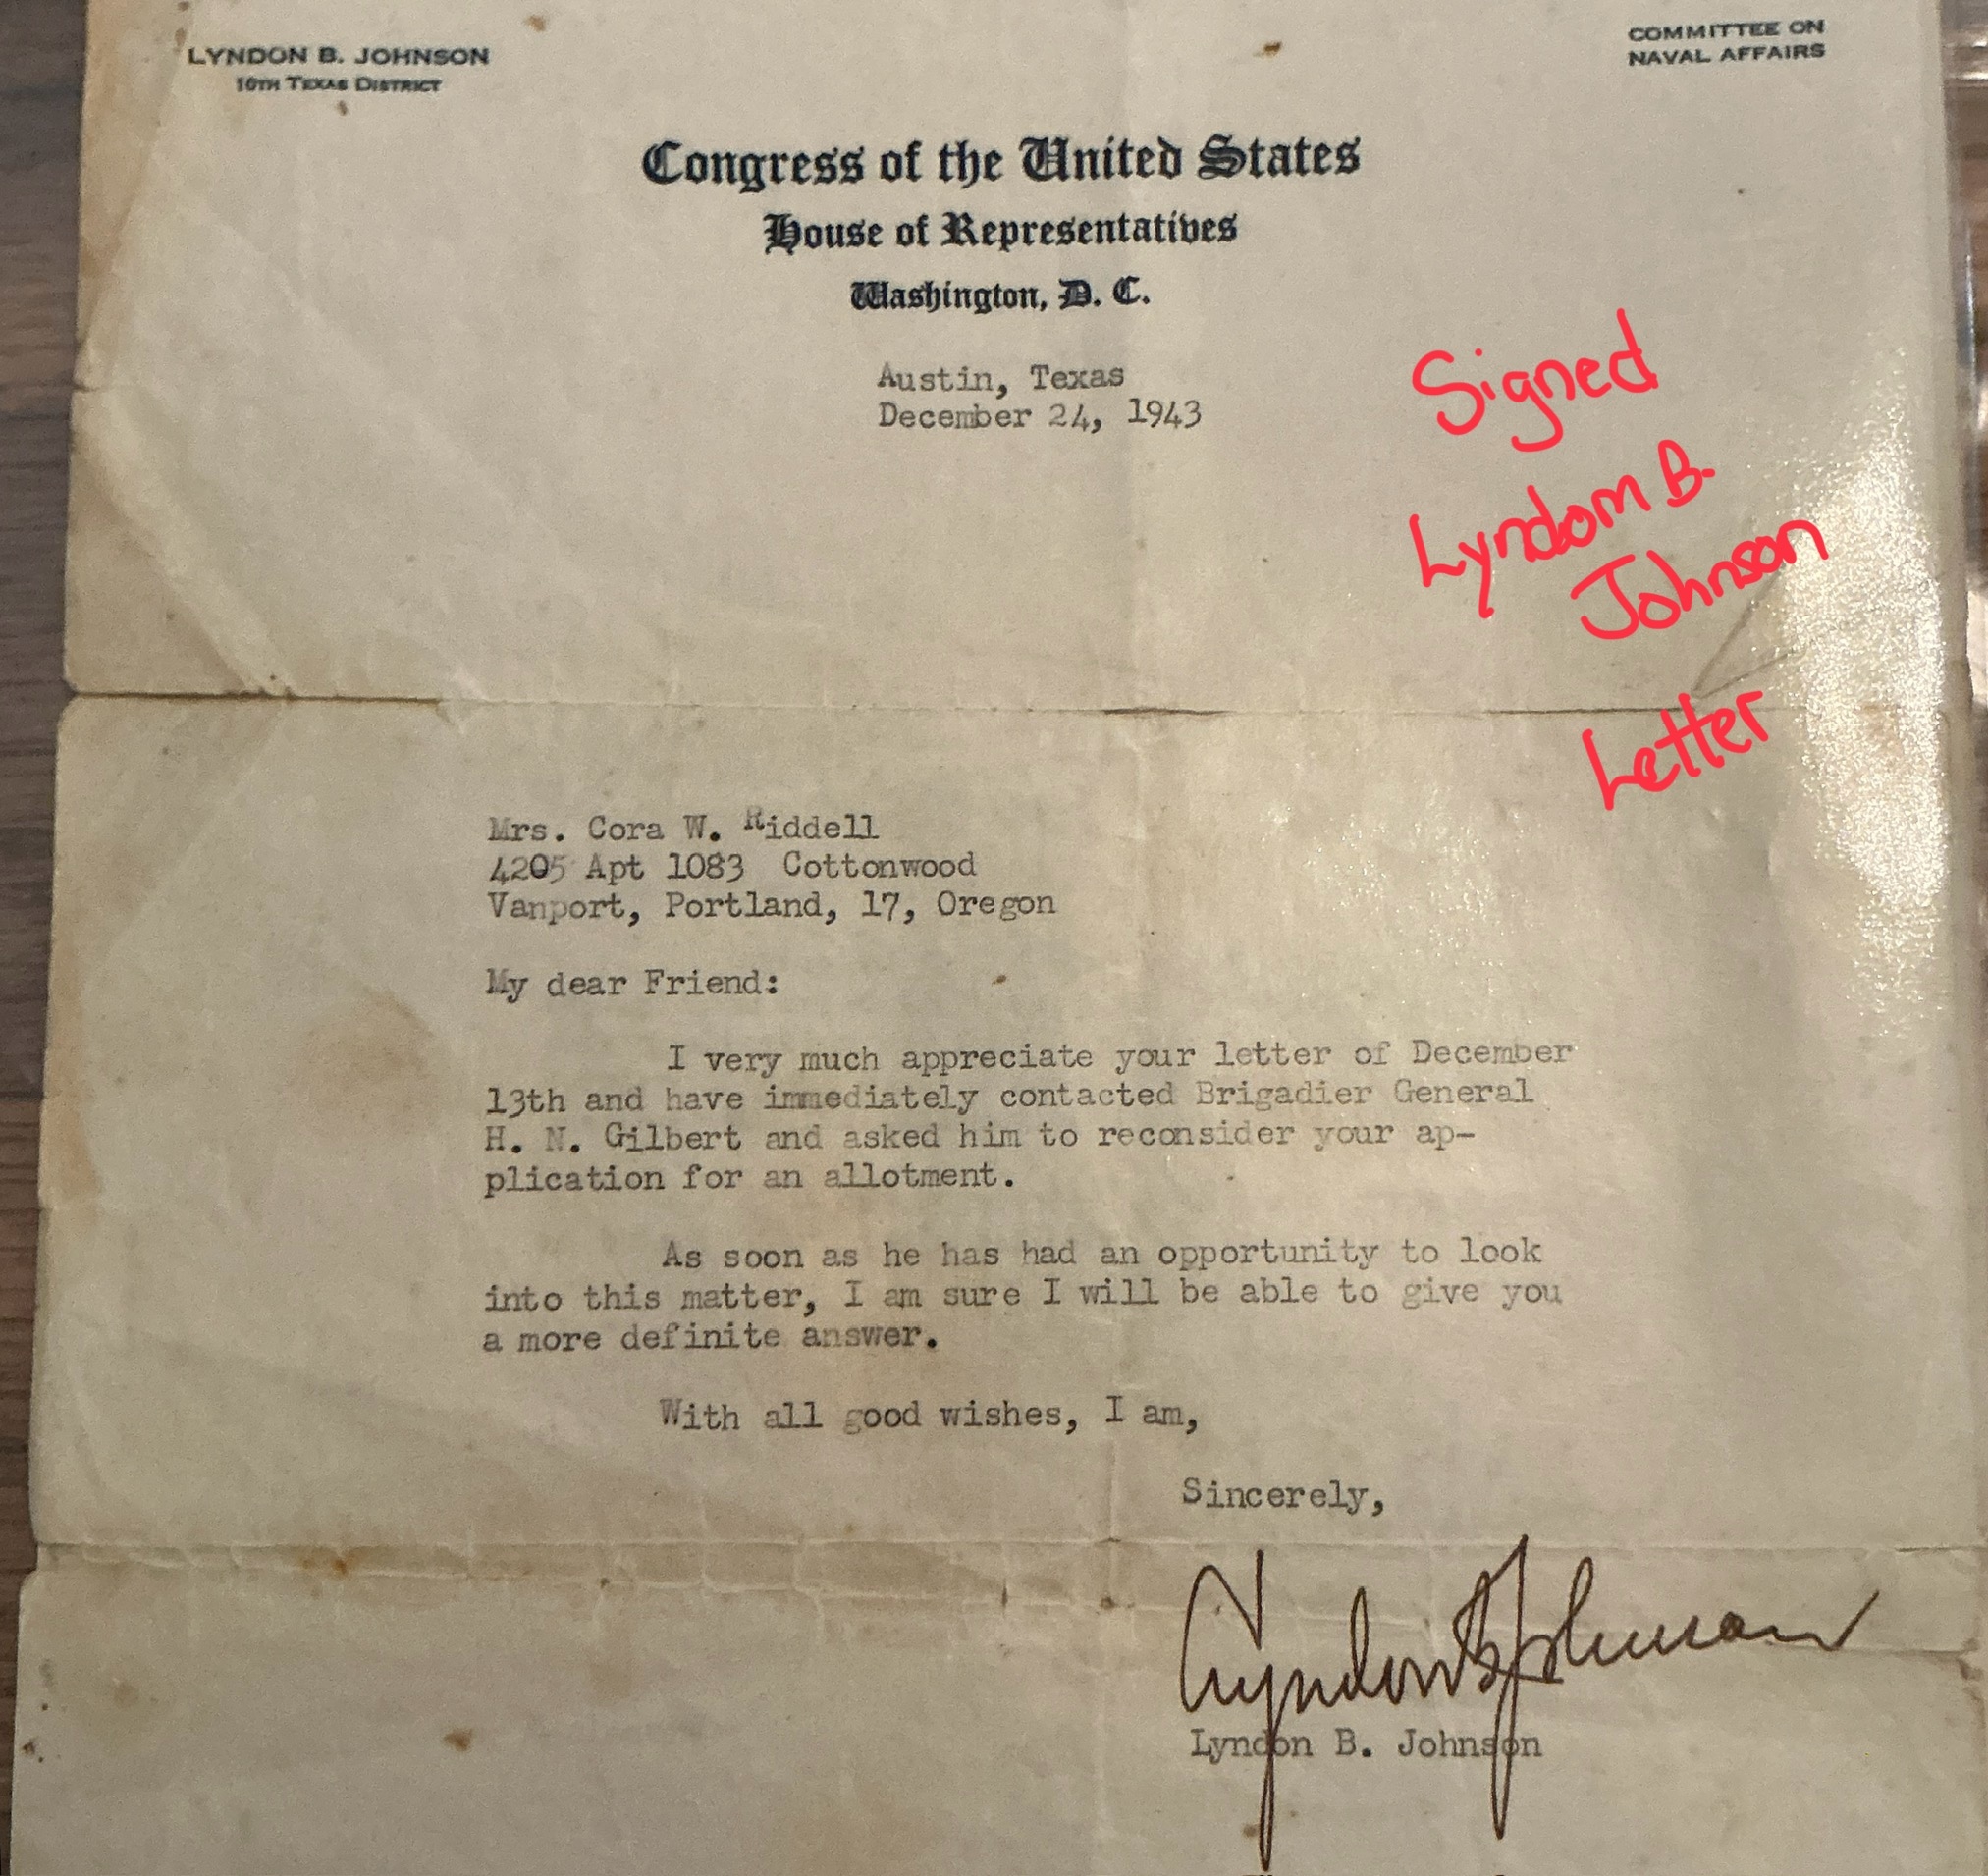 LYNDON B. JOHNSON
10TH TEXAS DISTRICT
COMMITTEE ON
NAVAL AFFAIRS
Congress of the United States
House of Representatives
Washington, D. C.
Austin, Texas
December 24, 1943
Signed
Lyndom B.
Johnson
Letter
Mrs. Cora W. Riddell
4205 Apt 1083 Cottonwood
Vanport, Portland, 17, Oregon
My dear Friend:
I very much appreciate your letter of December
13th and have immediately contacted Brigadier General
H. N. Gilbert and asked him to reconsider your ap-
plication for an allotment.
As soon as he has had an opportunity to look
into this matter, I am sure I will be able to give you
a more definite answer.
With all good wishes, I am,
Sincerely,
Lyndon B Johnson
Lyndon B. Johnson